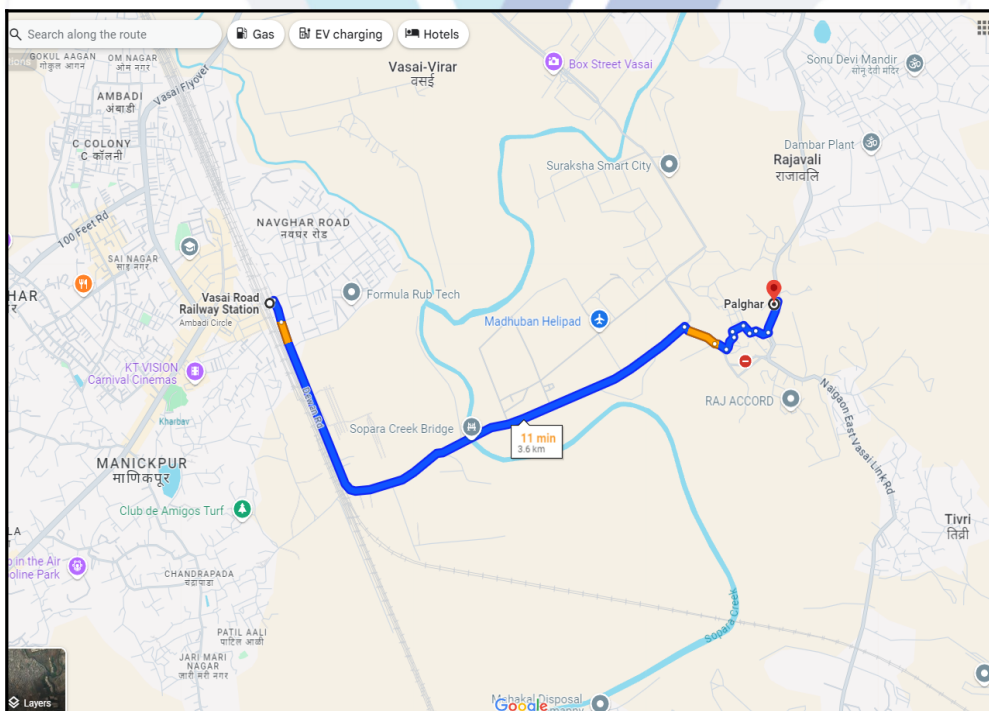 Search along the route
Gas
EV charging
Hotels
GOKUL AAGAN
गोकुल आंगन
OM NAGAR
ओम नगर
Vasai Flyover
Vasai-Virar
वसई
Box Street Vasai
Sonu Devi Mandir
सोनू देवी मंदिर
AMBADI
अंबाडी
C COLONY
C कॉलनी
Dambar Plant
Rajavali
राजावलि
Suraksha Smart City
100 Feet Rd
NAVGHAR ROAD
नवघर रोड
SAI NAGAR
साइ नगर
HAR
Vasai Road
Railway Station
Ambadi Circle
Formula Rub Tech
Palghar
Madhuban Helipad
KT VISION
Carnival Cinemas
RAJ ACCORD
Naigaon East Vasai Link Rd
Kharbav
Sopara Creek Bridge
11 min
3.6 km
MANICKPUR
माणिकपूर
Club de Amigos Turf
Tivri
तिव्री
LA
in the Air
oline Park
CHANDRAPADA
चंद्रपाडा
Sopara Creek
PATIL AALI
पाटिल आळी
JARI MARI
NAGAR
जारी मरी नगर
Layers
Google
Mahakal Disposal